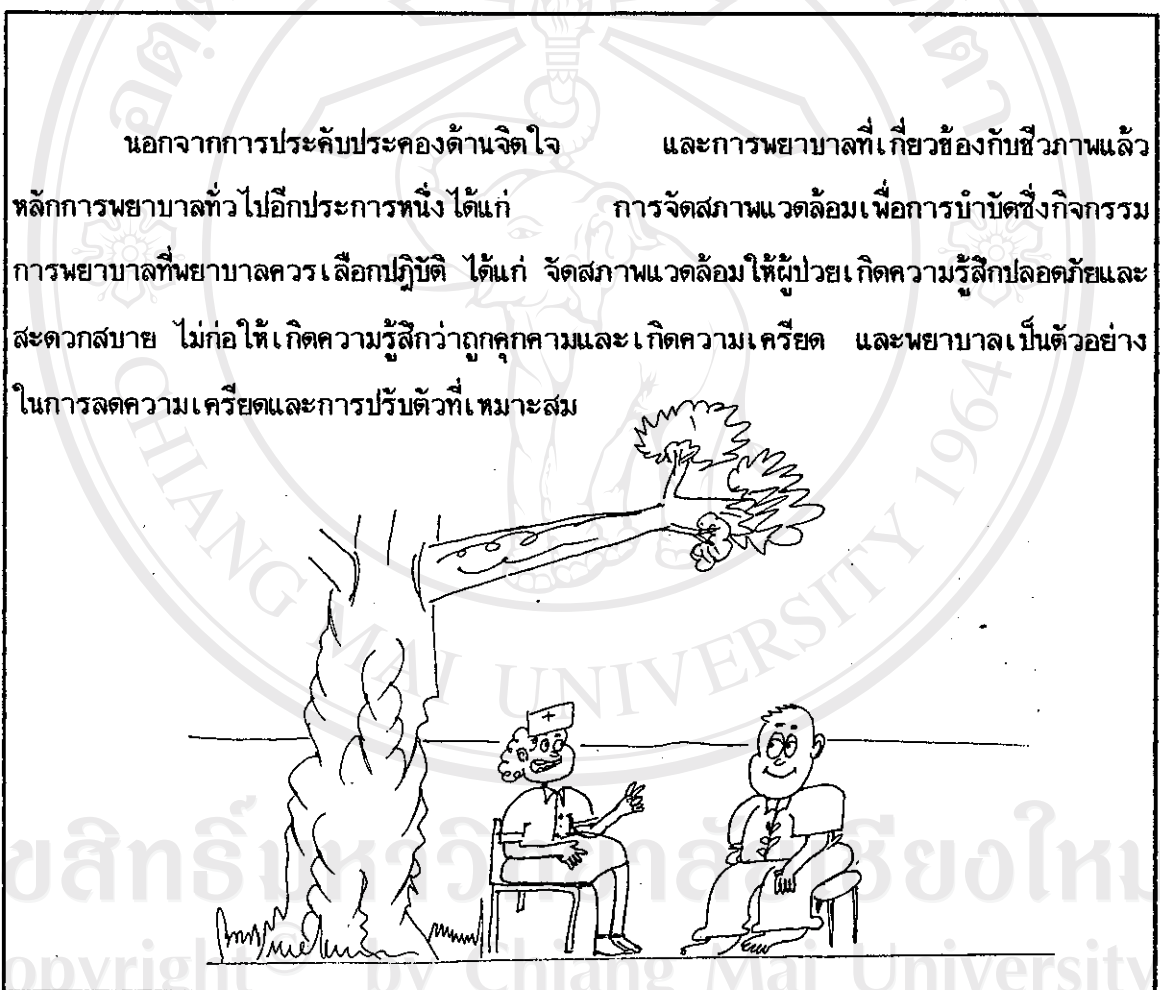 นอกจากการประคับประคองด้านจิตใจ และการพยาบาลที่เกี่ยวข้องกับชีวภาพแล้ว
หลักการพยาบาลทั่วไปอีกประการหนึ่งได้แก่ การจัดสภาพแวดล้อมเพื่อการบำบัดซึ่งกิจกรรม
การพยาบาลที่พยาบาลควรเลือกปฏิบัติ ได้แก่ จัดสภาพแวดล้อมให้ผู้ป่วยเกิดความรู้สึกปลอดภัยและ
สะดวกสบาย ไม่ก่อให้เกิดความรู้สึกว่าถูกคุกคามและเกิดความเครียด และพยาบาลเป็นตัวอย่าง
ในการลดความเครียดและการปรับตัวที่เหมาะสม
CHIANG MAI UNIVERSITY 1964
by Chiang Mai University